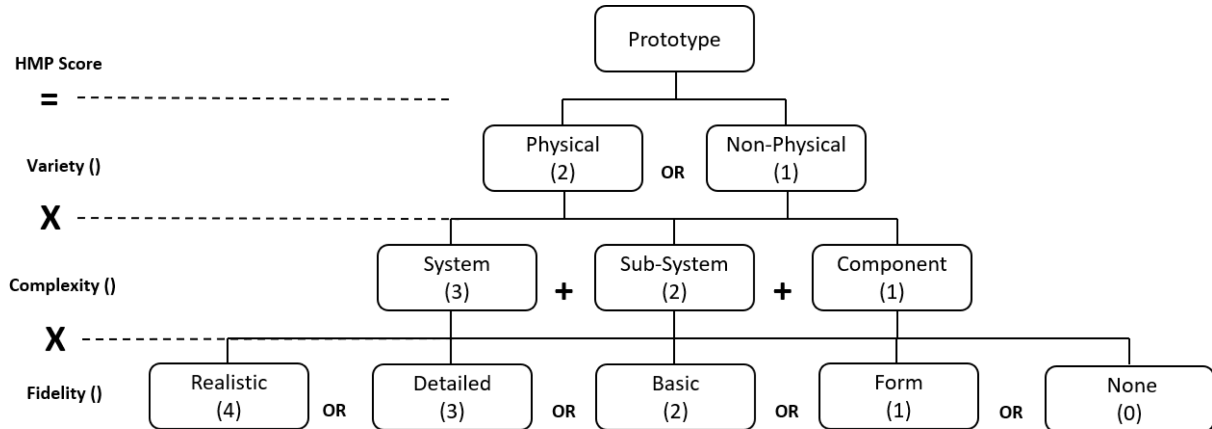 Prototype
HMP Score
=
Physical
(2)
OR
Non-Physical
(1)
Variety ()
X
System
(3)
+
Sub-System
(2)
+
Component
(1)
Complexity ()
X
Realistic
(4)
OR
Detailed
(3)
OR
Basic
(2)
OR
Form
(1)
OR
None
(0)
Fidelity ()